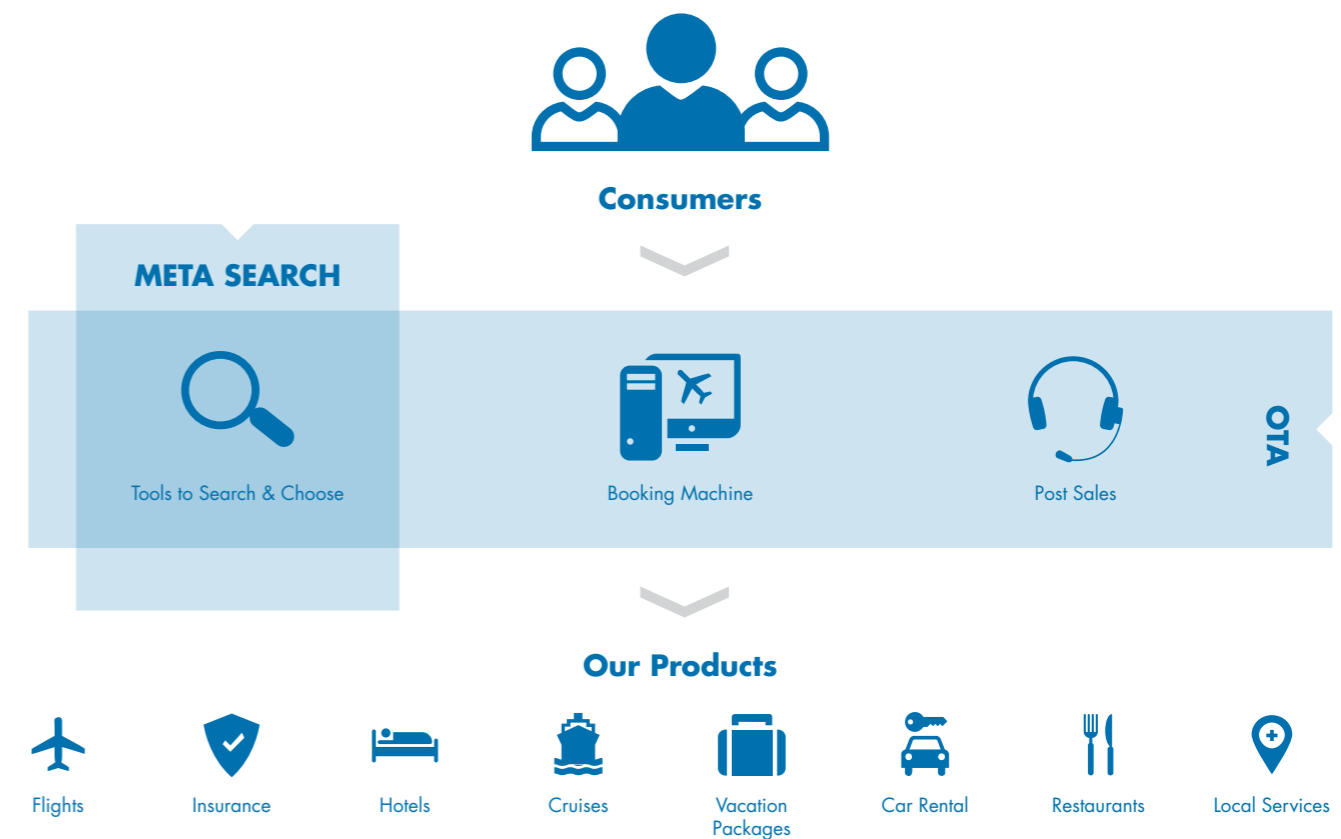 Consumers
META SEARCH
Tools to Search & Choose
Booking Machine
Post Sales
OTA
Our Products
Flights
Insurance
Hotels
Cruises
Vacation
Packages
Car Rental
Restaurants
Local Services